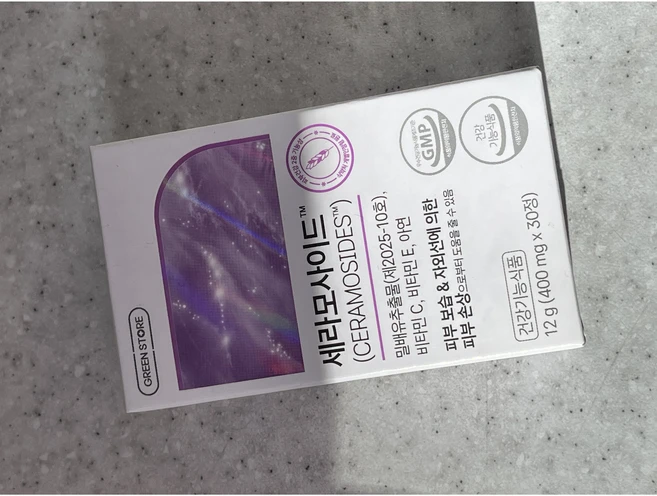 GREEN STORE
세라모사이드™
(CERAMOSIDES™)
밀배유추출물(제2025-10호),
비타민 C, 비타민 E, 아연
피부 보습 & 자외선에 의한
피부 손상으로부터 도움을 줄 수 있음
건강기능식품
12 g (400 mg x 30정)
GMP
건강
기능식품